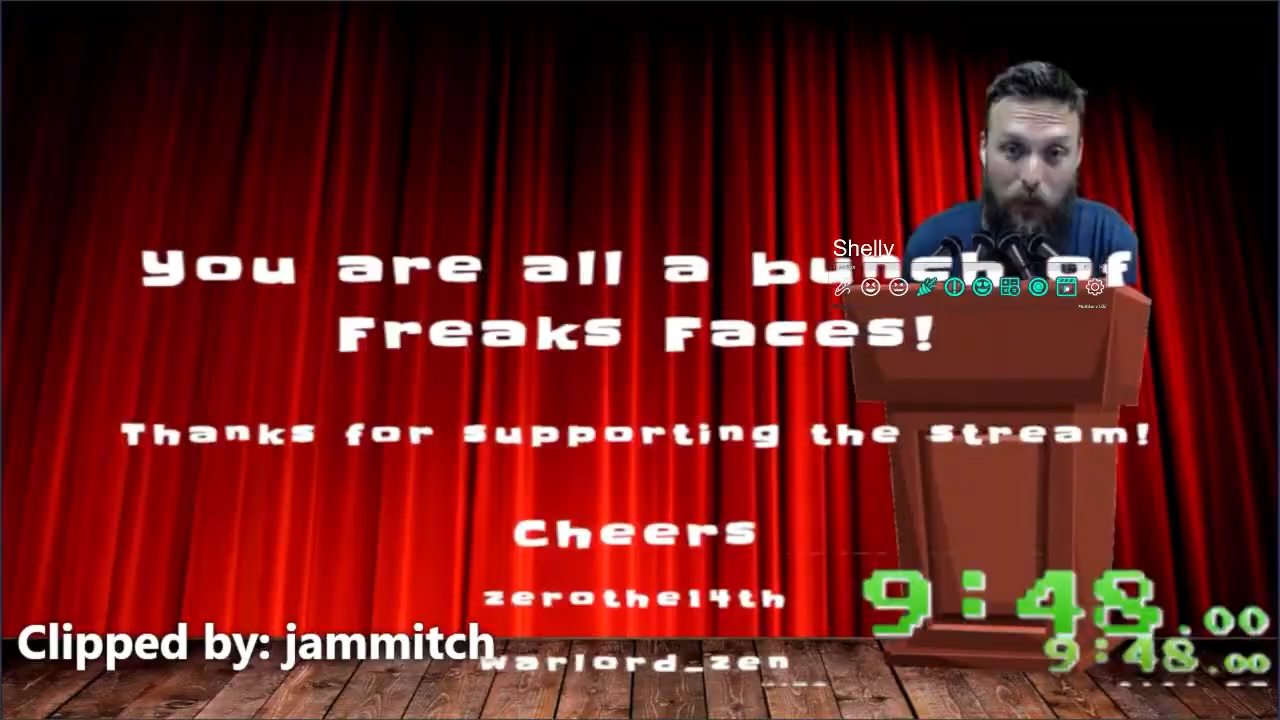 You are all a bunch of
Shelly
Freaks Faces!
Thanks for supporting the stream!
Cheers
zerothe14th
9:48.00
Clipped by: jammitch
9:48.00
warlord_zen